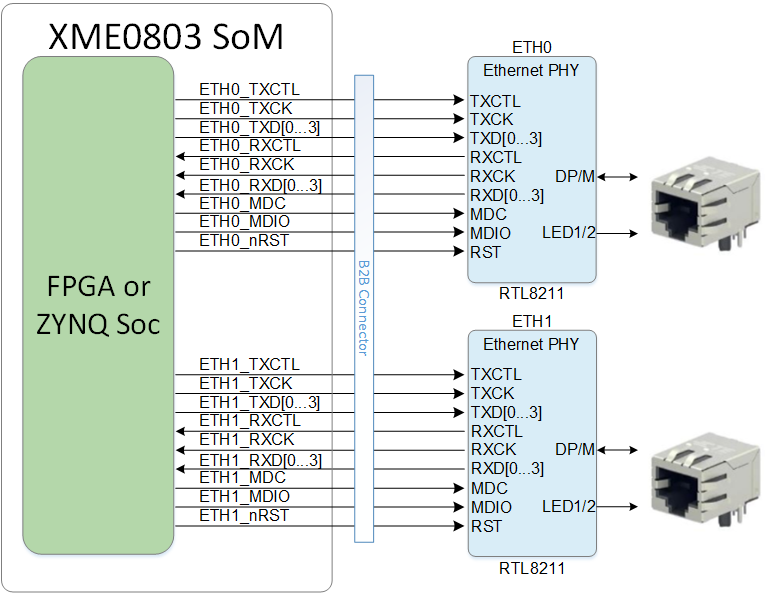 XME0803 SoM
FPGA or
ZYNQ Soc
ETH0_TXCTL
ETH0_TXCK
ETH0_TXD[0...3]
ETH0_RXCTL
ETH0_RXCK
ETH0_RXD[0...3]
ETH0_MDC
ETH0_MDIO
ETH0_nRST
ETH1_TXCTL
ETH1_TXCK
ETH1_TXD[0...3]
ETH1_RXCTL
ETH1_RXCK
ETH1_RXD[0...3]
ETH1_MDC
ETH1_MDIO
ETH1_nRST
B2B Connector
ETH0
Ethernet PHY
TXCTL
TXCK
TXD[0...3]
RXCTL
RXCK DP/M
RXD[0...3]
MDC
MDIO LED1/2
RST
RTL8211
ETH1
Ethernet PHY
TXCTL
TXCK
TXD[0...3]
RXCTL
RXCK DP/M
RXD[0...3]
MDC
MDIO LED1/2
RST
RTL8211